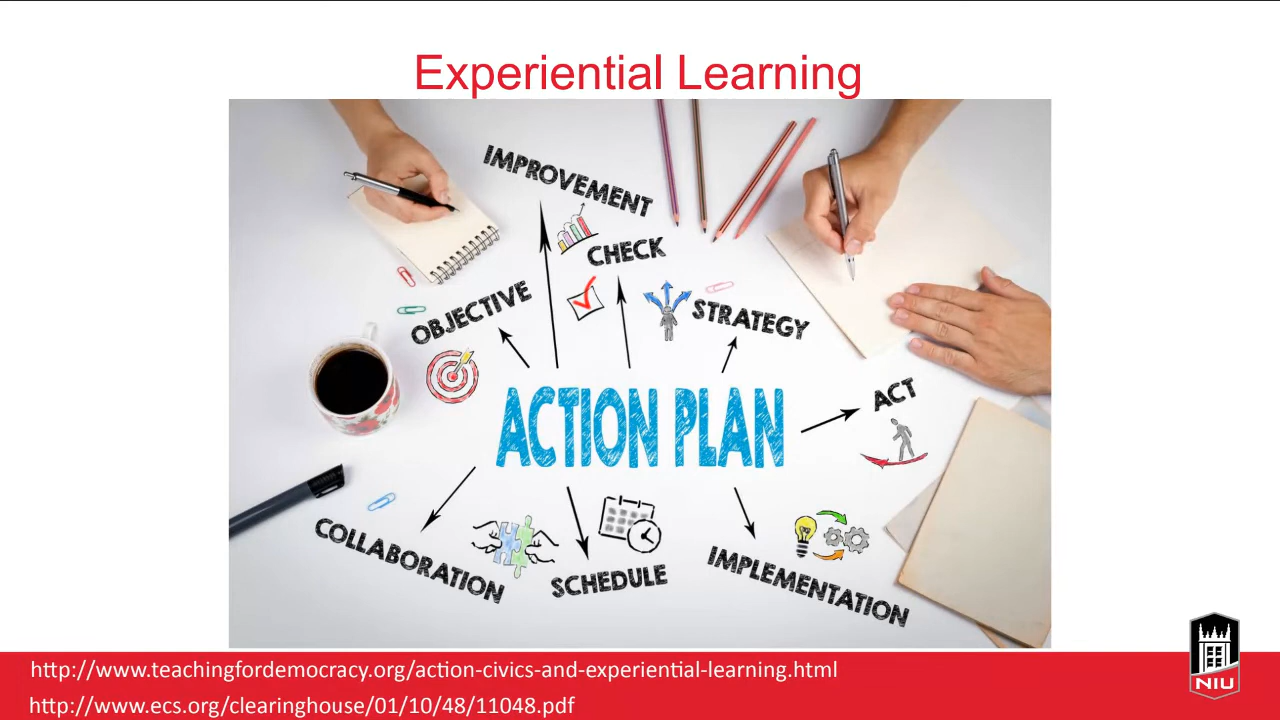 Experiential Learning
IMPROVEMENT
CHECK
OBJECTIVE
STRATEGY
ACTION PLAN
ACT
COLLABORATION
SCHEDULE
IMPLEMENTATION
http://www.teachingfordemocracy.org/action-civics-and-experiential-learning.html
http://www.ecs.org/clearinghouse/01/10/48/11048.pdf
NIU